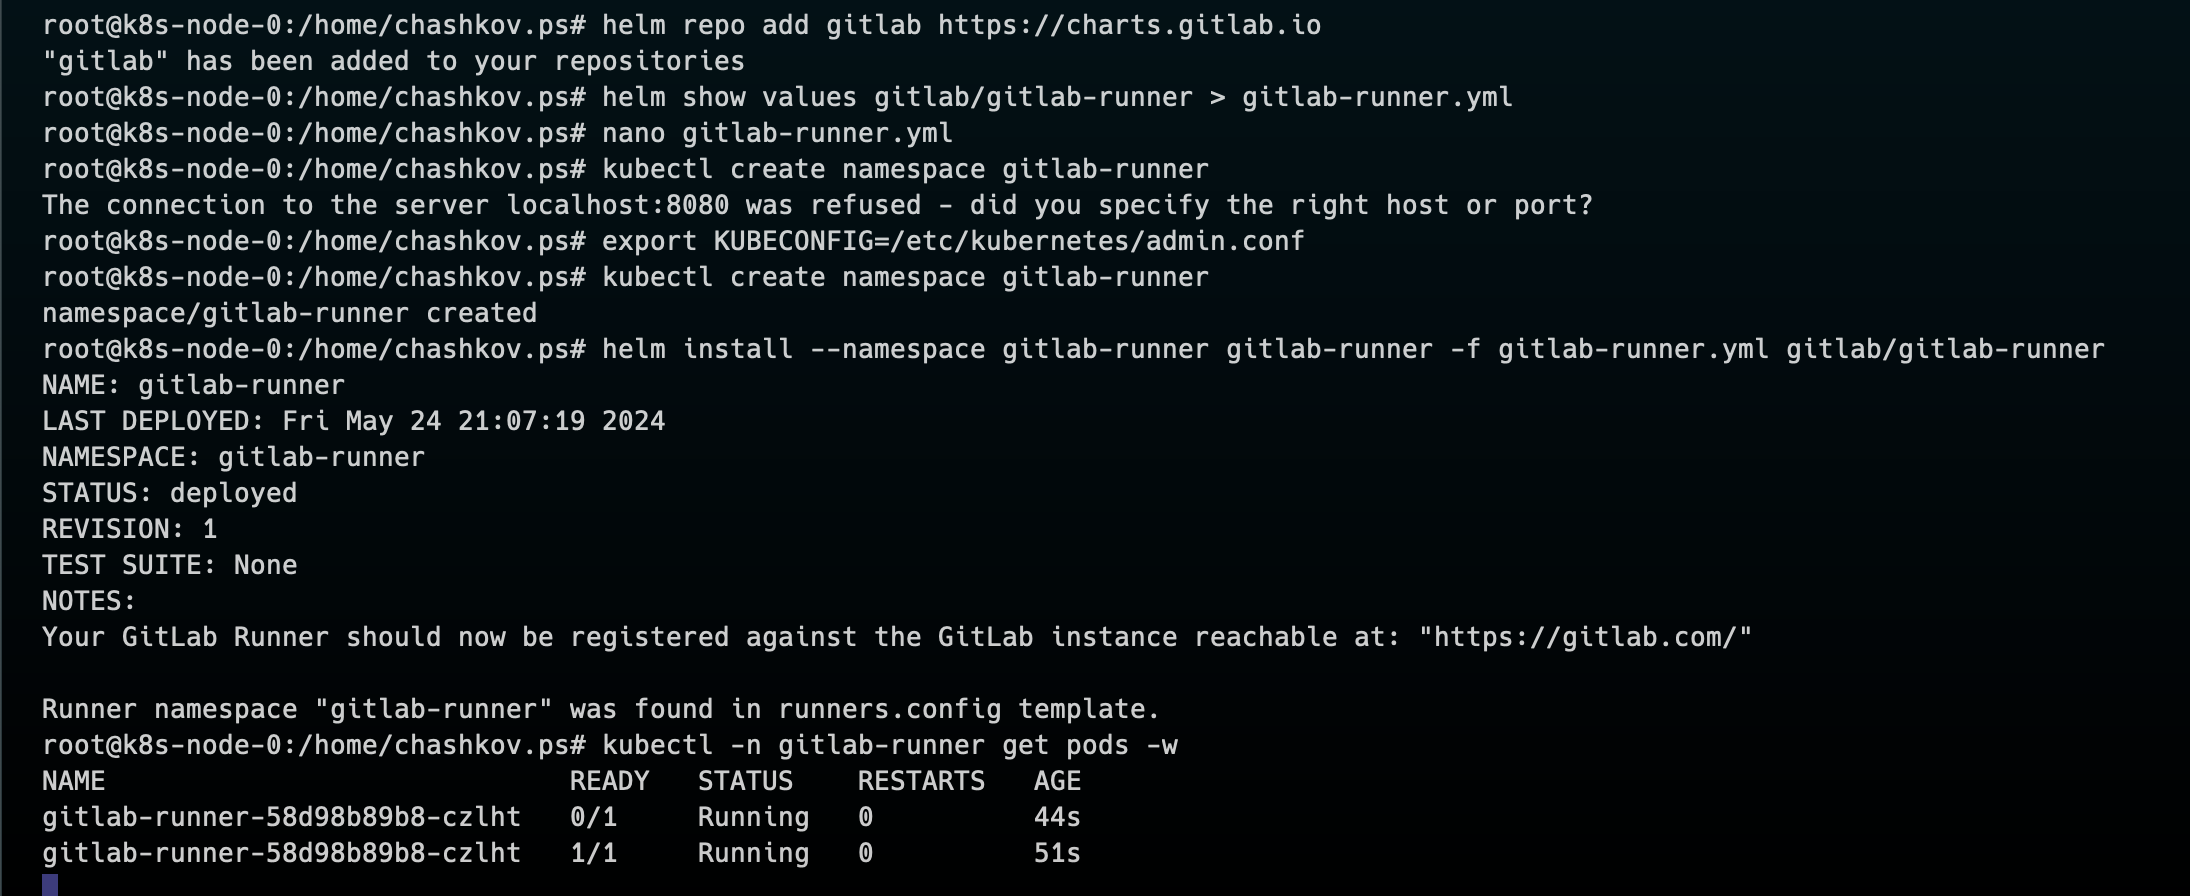 root@k8s-node-0:/home/chashkov.ps# helm repo add gitlab https://charts.gitlab.io
"gitlab" has been added to your repositories
root@k8s-node-0:/home/chashkov.ps# helm show values gitlab/gitlab-runner > gitlab-runner.yml
root@k8s-node-0:/home/chashkov.ps# nano gitlab-runner.yml
root@k8s-node-0:/home/chashkov.ps# kubectl create namespace gitlab-runner
The connection to the server localhost:8080 was refused - did you specify the right host or port?
root@k8s-node-0:/home/chashkov.ps# export KUBECONFIG=/etc/kubernetes/admin.conf
root@k8s-node-0:/home/chashkov.ps# kubectl create namespace gitlab-runner
namespace/gitlab-runner created
root@k8s-node-0:/home/chashkov.ps# helm install --namespace gitlab-runner gitlab-runner -f gitlab-runner.yml gitlab/gitlab-runner
NAME: gitlab-runner
LAST DEPLOYED: Fri May 24 21:07:19 2024
NAMESPACE: gitlab-runner
STATUS: deployed
REVISION: 1
TEST SUITE: None
NOTES:
Your GitLab Runner should now be registered against the GitLab instance reachable at: "https://gitlab.com/"

Runner namespace "gitlab-runner" was found in runners.config template.
root@k8s-node-0:/home/chashkov.ps# kubectl -n gitlab-runner get pods -w
NAME                             READY   STATUS    RESTARTS   AGE
gitlab-runner-58d98b89b8-czlht   0/1     Running   0          44s
gitlab-runner-58d98b89b8-czlht   1/1     Running   0          51s